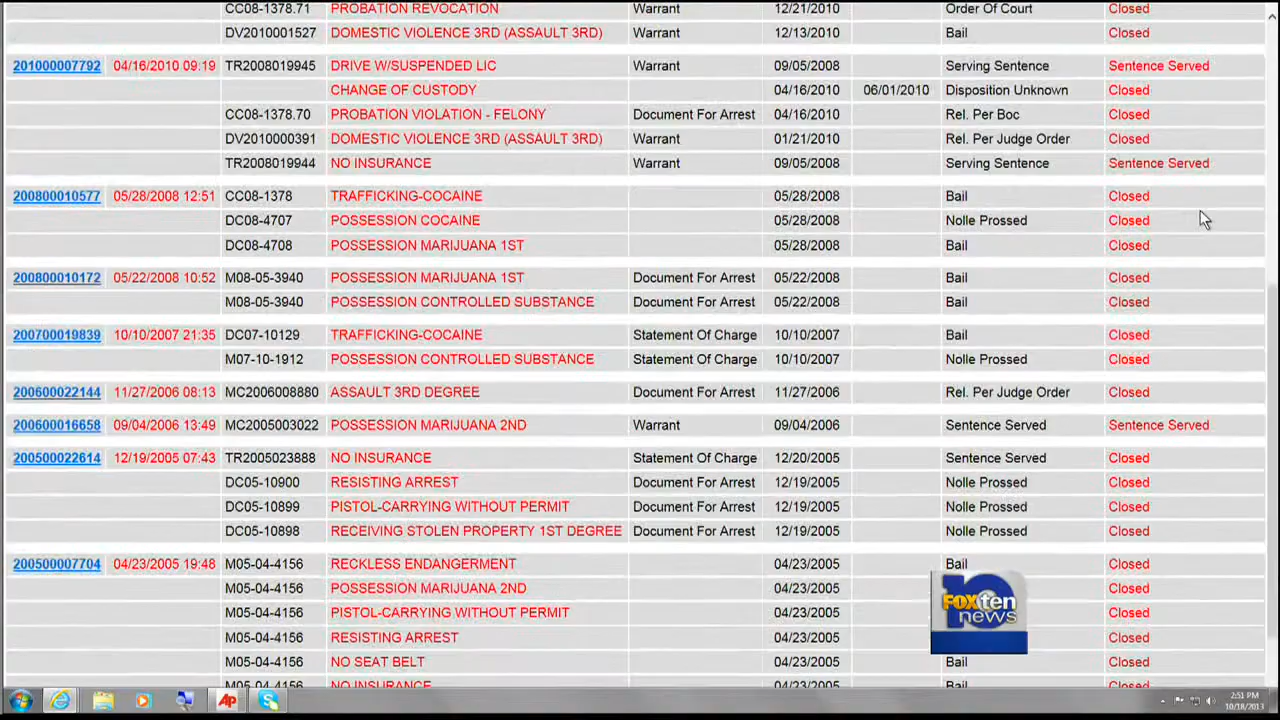 CC08-1378.71 PROBATION REVOCATION Warrant 12/21/2010 Order Of Court Closed
DV2010001527 DOMESTIC VIOLENCE 3RD (ASSAULT 3RD) Warrant 12/13/2010 Bail Closed
201000007792 04/16/2010 09:19 TR2008019945 DRIVE W/SUSPENDED LIC Warrant 09/05/2008 Serving Sentence Sentence Served
CHANGE OF CUSTODY 04/16/2010 06/01/2010 Disposition Unknown Closed
CC08-1378.70 PROBATION VIOLATION - FELONY Document For Arrest 04/16/2010 Rel. Per Boc Closed
DV2010000391 DOMESTIC VIOLENCE 3RD (ASSAULT 3RD) Warrant 01/21/2010 Rel. Per Judge Order Closed
TR2008019944 NO INSURANCE Warrant 09/05/2008 Serving Sentence Sentence Served
200800010577 05/28/2008 12:51 CC08-1378 TRAFFICKING-COCAINE 05/28/2008 Bail Closed
DC08-4707 POSSESSION COCAINE 05/28/2008 Nolle Prossed Closed
DC08-4708 POSSESSION MARIJUANA 1ST 05/28/2008 Bail Closed
200800010172 05/22/2008 10:52 M08-05-3940 POSSESSION MARIJUANA 1ST Document For Arrest 05/22/2008 Bail Closed
M08-05-3940 POSSESSION CONTROLLED SUBSTANCE Document For Arrest 05/22/2008 Bail Closed
200700019839 10/10/2007 21:35 DC07-10129 TRAFFICKING-COCAINE Statement Of Charge 10/10/2007 Bail Closed
M07-10-1912 POSSESSION CONTROLLED SUBSTANCE Statement Of Charge 10/10/2007 Nolle Prossed Closed
200600022144 11/27/2006 08:13 MC2006008880 ASSAULT 3RD DEGREE Document For Arrest 11/27/2006 Rel. Per Judge Order Closed
200600016658 09/04/2006 13:49 MC2005003022 POSSESSION MARIJUANA 2ND Warrant 09/04/2006 Sentence Served Sentence Served
200500022614 12/19/2005 07:43 TR2005023888 NO INSURANCE Statement Of Charge 12/20/2005 Sentence Served Closed
DC05-10900 RESISTING ARREST Document For Arrest 12/19/2005 Nolle Prossed Closed
DC05-10899 PISTOL-CARRYING WITHOUT PERMIT Document For Arrest 12/19/2005 Nolle Prossed Closed
DC05-10898 RECEIVING STOLEN PROPERTY 1ST DEGREE Document For Arrest 12/19/2005 Nolle Prossed Closed
200500007704 04/23/2005 19:48 M05-04-4156 RECKLESS ENDANGERMENT 04/23/2005 Bail Closed
M05-04-4156 POSSESSION MARIJUANA 2ND 04/23/2005 Closed
M05-04-4156 PISTOL-CARRYING WITHOUT PERMIT 04/23/2005 Closed
M05-04-4156 RESISTING ARREST 04/23/2005 Closed
M05-04-4156 NO SEAT BELT 04/23/2005 Bail Closed
M05-04-4156 NO INSURANCE 04/23/2005 Bail Closed
10
FOX ten
news
AP
2:51 PM
10/18/2013